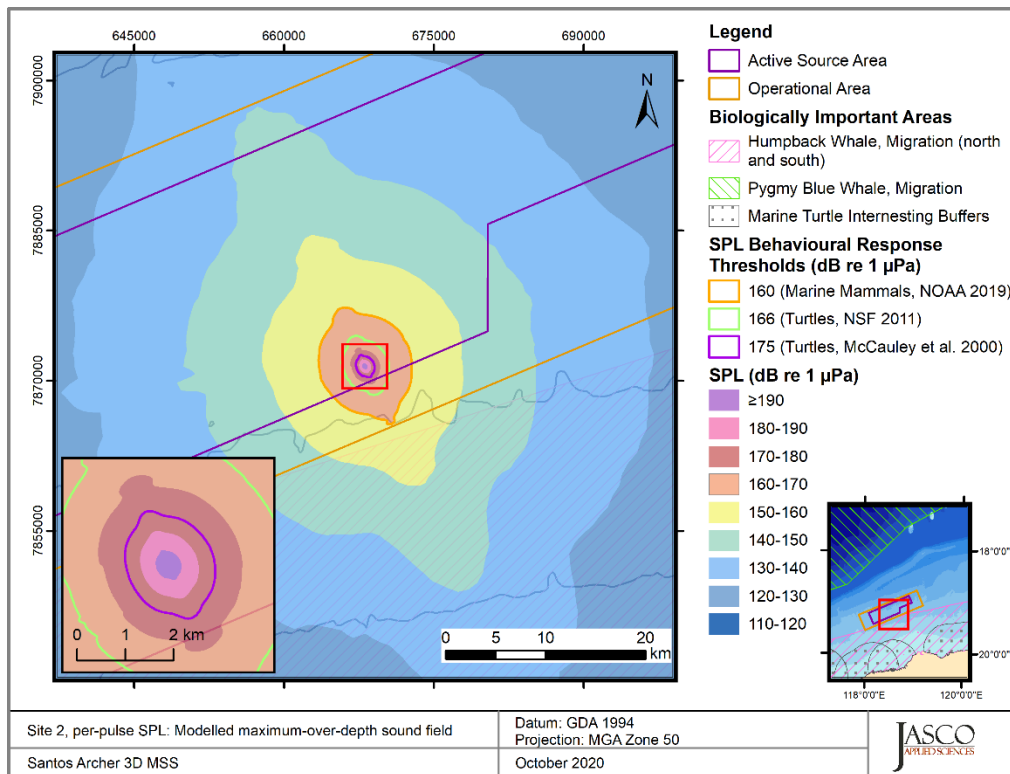 645000 660000 675000 690000
7900000
7885000
7870000
7855000
N
0 1 2 km
0 5 10 20
km
Legend
Active Source Area
Operational Area
Biologically Important Areas
Humpback Whale, Migration (north
and south)
Pygmy Blue Whale, Migration
Marine Turtle Internesting Buffers
SPL Behavioural Response
Thresholds (dB re 1 µPa)
160 (Marine Mammals, NOAA 2019)
166 (Turtles, NSF 2011)
175 (Turtles, McCauley et al. 2000)
SPL (dB re 1 µPa)
≥190
180-190
170-180
160-170
150-160
140-150
130-140
120-130
110-120
18°0'0"
20°0'0"
118°0'0"E 120°0'0"E
Site 2, per-pulse SPL: Modelled maximum-over-depth sound field
Datum: GDA 1994
Projection: MGA Zone 50
Santos Archer 3D MSS
October 2020
JASCO
APPLIED SCIENCES